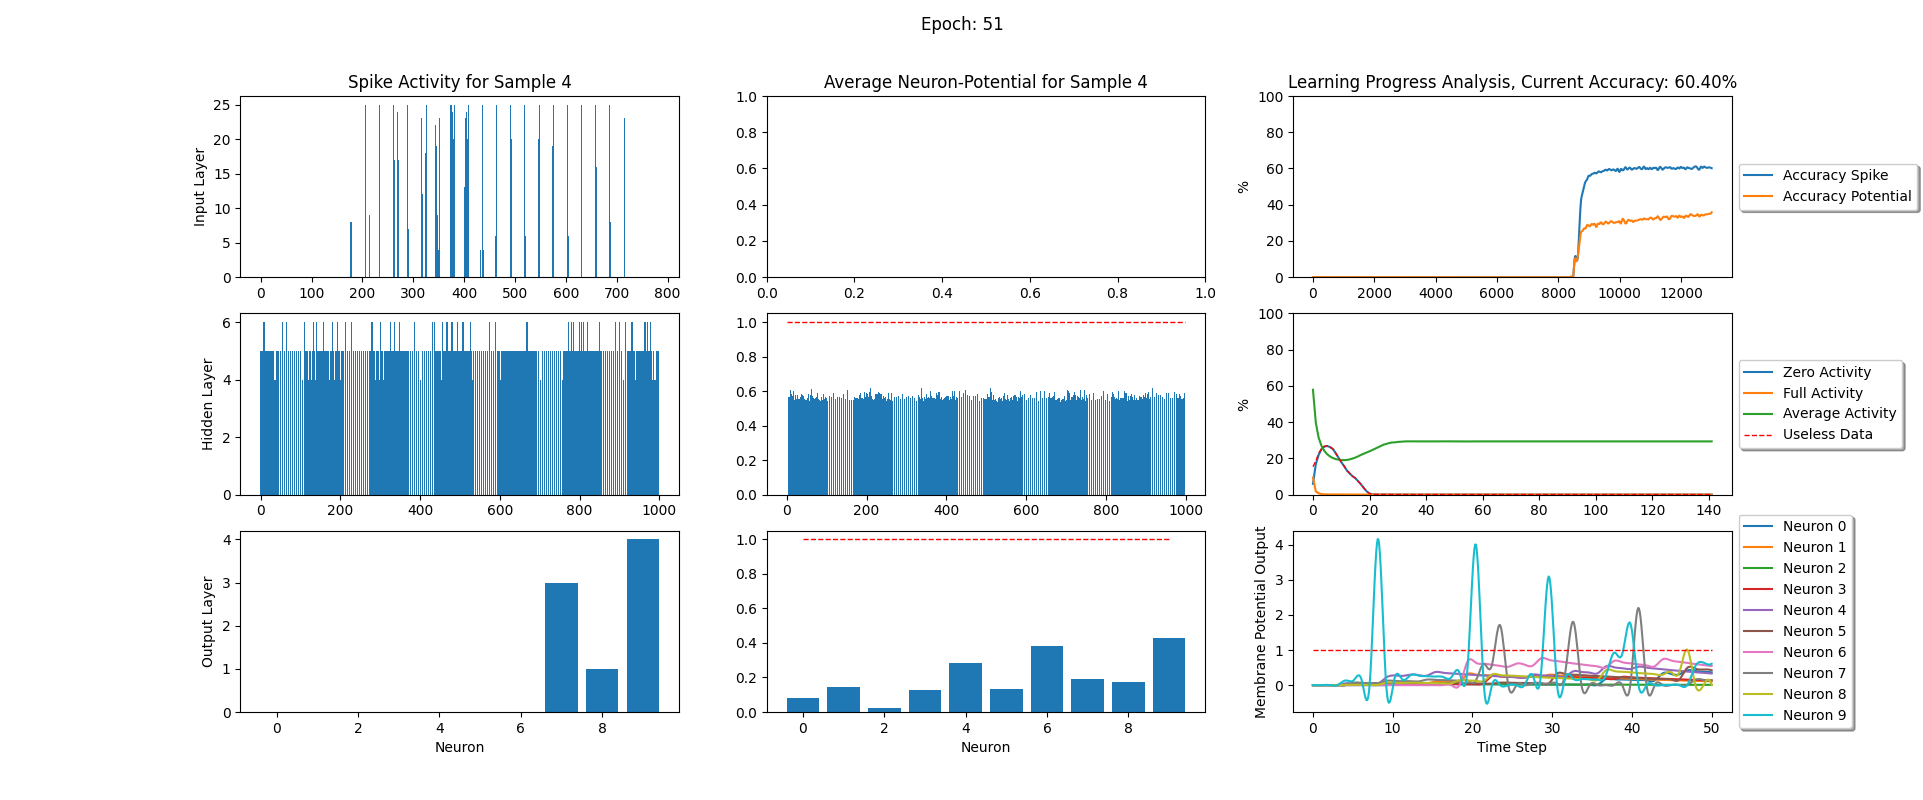 Epoch: 51
Spike Activity for Sample 4
Input Layer
25
20
15
10
5
0
0 100 200 300 400 500 600 700 800
Average Neuron-Potential for Sample 4
1.0
0.8
0.6
0.4
0.2
0.0
0.0 0.2 0.4 0.6 0.8 1.0
Learning Progress Analysis, Current Accuracy: 60.40%
%
100
80
60
40
20
0
0 2000 4000 6000 8000 10000 12000
Accuracy Spike
Accuracy Potential
Hidden Layer
6
4
2
0
0 200 400 600 800 1000
1.0
0.8
0.6
0.4
0.2
0.0
0 200 400 600 800 1000
%
100
80
60
40
20
0
0 20 40 60 80 100 120 140
Zero Activity
Full Activity
Average Activity
Useless Data
Output Layer
4
3
2
1
0
0 2 4 6 8
Neuron
1.0
0.8
0.6
0.4
0.2
0.0
0 2 4 6 8
Neuron
Membrane Potential Output
4
3
2
1
0
0 10 20 30 40 50
Time Step
Neuron 0
Neuron 1
Neuron 2
Neuron 3
Neuron 4
Neuron 5
Neuron 6
Neuron 7
Neuron 8
Neuron 9